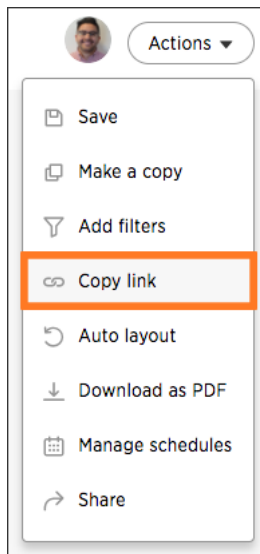 Actions
Save
Make a copy
Add filters
Copy link
Auto layout
Download as PDF
Manage schedules
Share